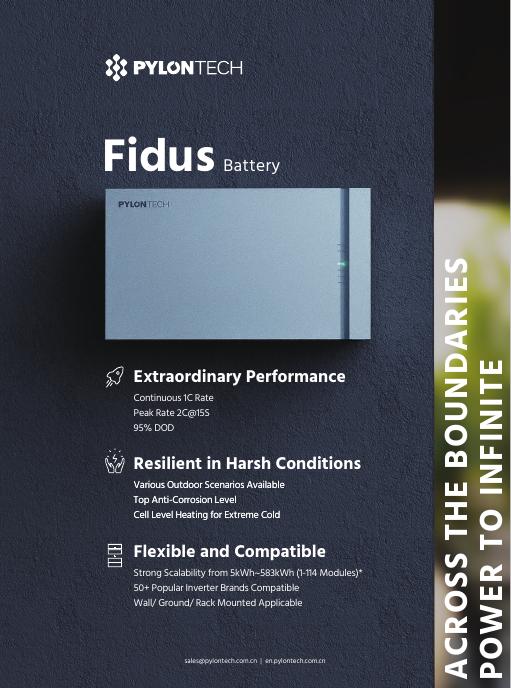 PYLONTECH
Fidus Battery
PYLONTECH
Extraordinary Performance
Continuous 1C Rate
Peak Rate 2C@15S
95% DOD
Resilient in Harsh Conditions
Various Outdoor Scenarios Available
Top Anti-Corrosion Level
Cell Level Heating for Extreme Cold
Flexible and Compatible
Strong Scalability from 5kWh~583kWh (1-114 Modules)*
50+ Popular Inverter Brands Compatible
Wall/ Ground/ Rack Mounted Applicable
sales@pylontech.com.cn | en.pylontech.com.cn
ACROSS THE BOUNDARIES
POWER TO INFINITE